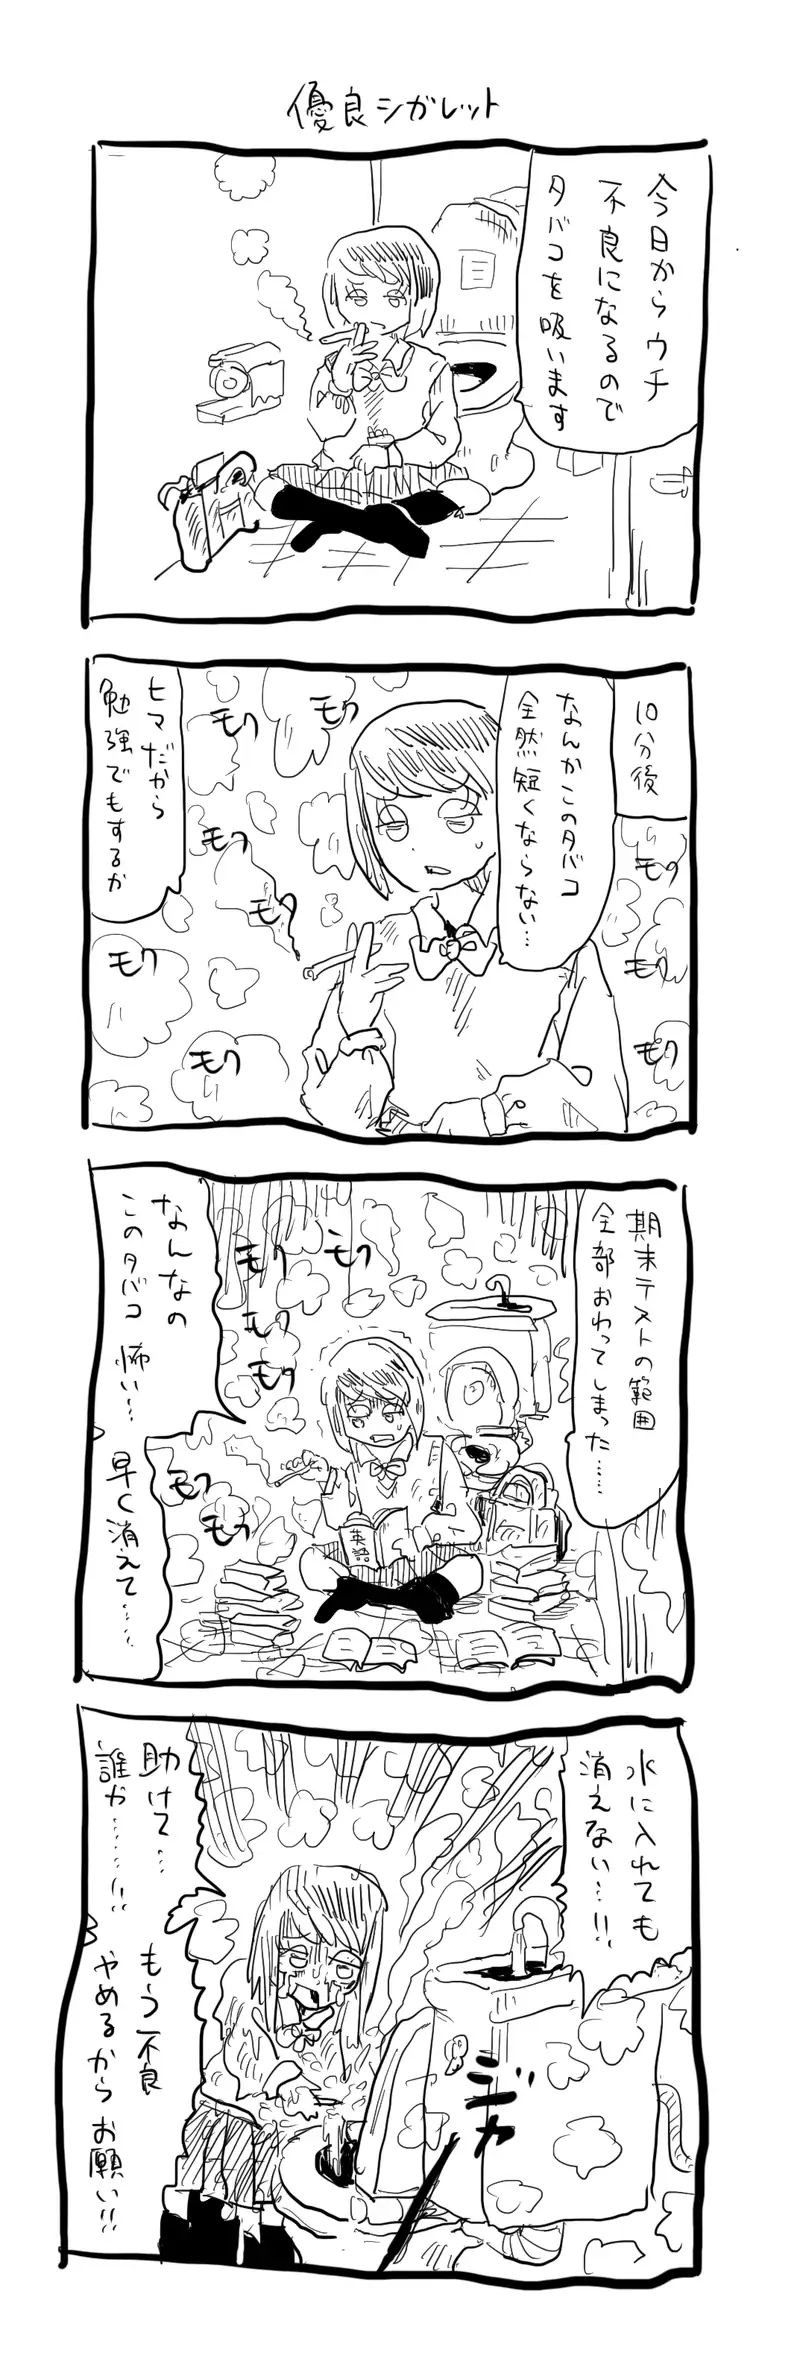 優良シガレット
今日からウチ
不良になるので
タバコを吸います
10分後
なんかこのタバコ
全然短くならない…
ヒマだから
勉強でもするか
モク
モク
モク
モク
モク
モク
モク
モク
モク
期末テストの範囲
全部おわってしまった……
なんなの
このタバコ
怖い…
早く消えて……
モク
モク
モク
モク
モク
モク
英語
水に入れても
消えない…!!
助けて…
誰か……!!
もう不良
やめるからお願い!!
ジュッ